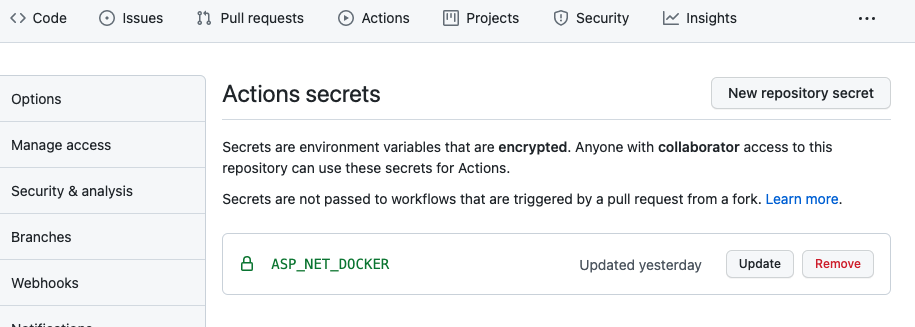 Code Issues Pull requests Actions Projects Security Insights ...
Options
Manage access
Security & analysis
Branches
Webhooks
Notifications
Actions secrets
New repository secret
Secrets are environment variables that are encrypted. Anyone with collaborator access to this
repository can use these secrets for Actions.
Secrets are not passed to workflows that are triggered by a pull request from a fork. Learn more.
ASP_NET_DOCKER Updated yesterday Update Remove